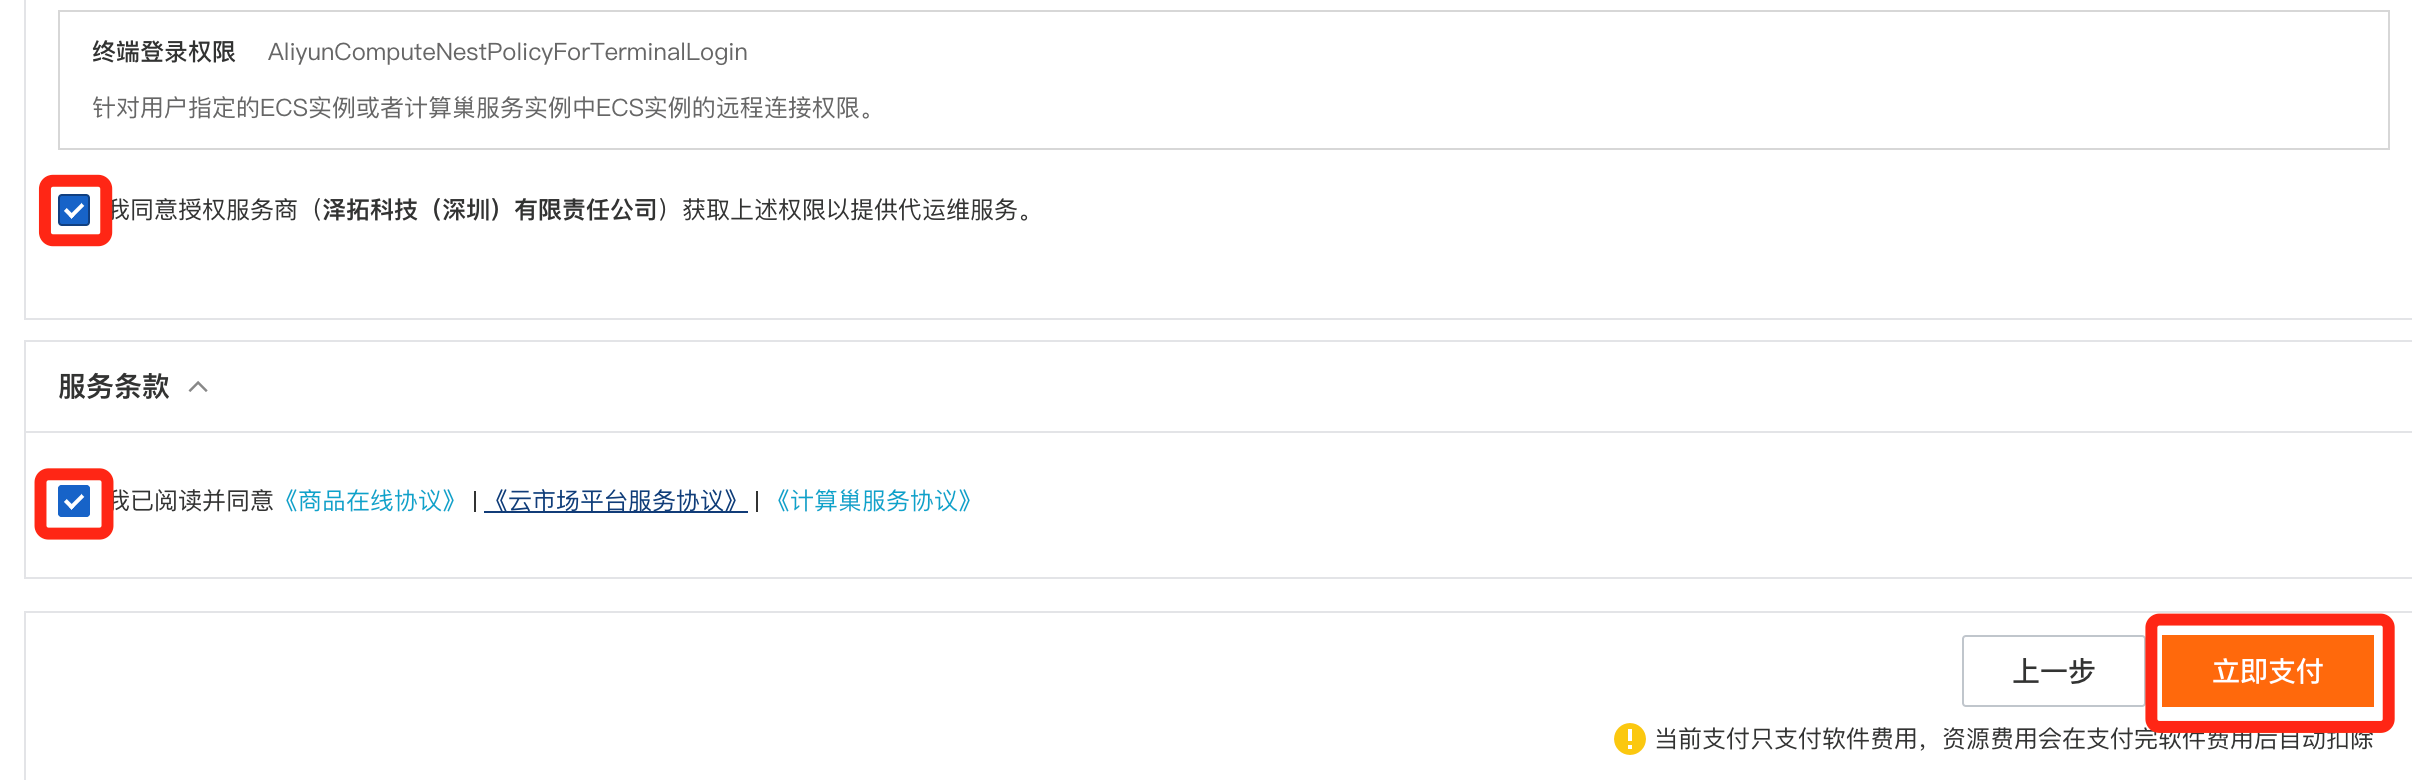 终端登录权限 AliyunComputeNestPolicyForTerminalLogin
针对用户指定的ECS实例或者计算巢服务实例中ECS实例的远程连接权限。
我同意授权服务商（泽拓科技（深圳）有限责任公司）获取上述权限以提供代运维服务。
服务条款
我已阅读并同意《商品在线协议》 | 《云市场平台服务协议》 | 《计算巢服务协议》
上一步 立即支付
当前支付只支付软件费用，资源费用会在支付完软件费用后自动扣除